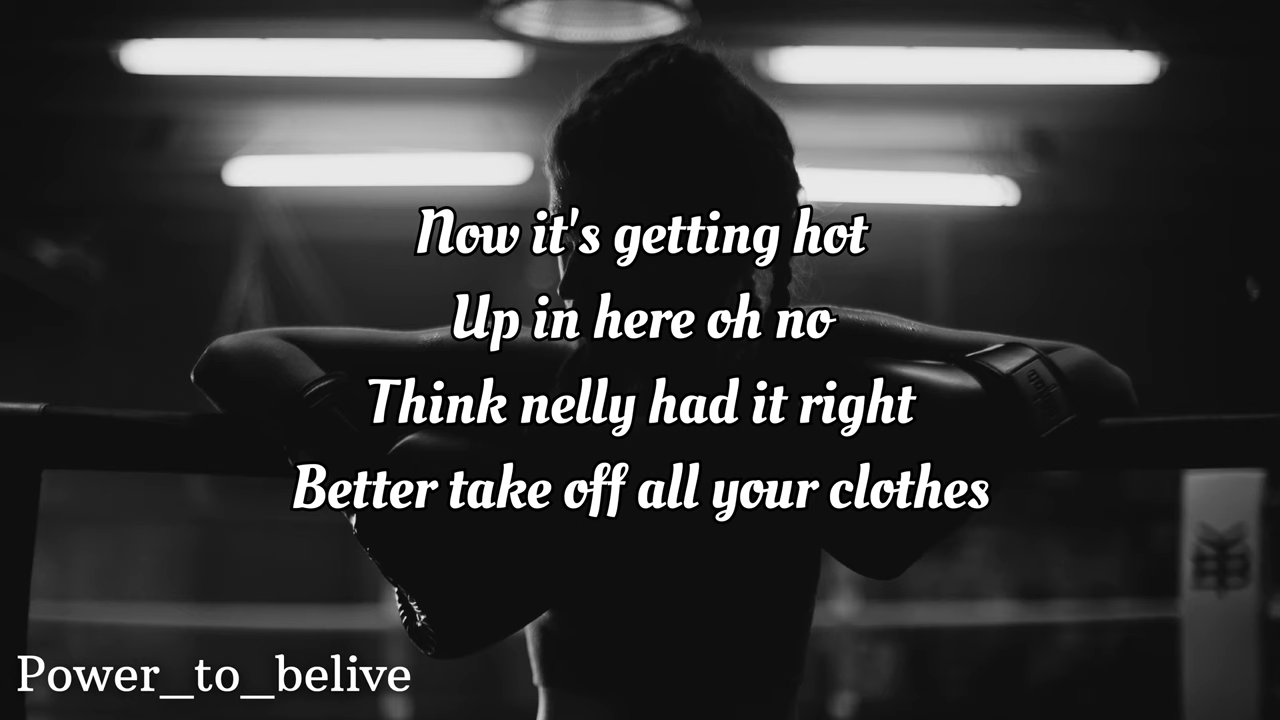 Now it's getting hot
Up in here oh no
Think nelly had it right
Better take off all your clothes
Power_to_belive